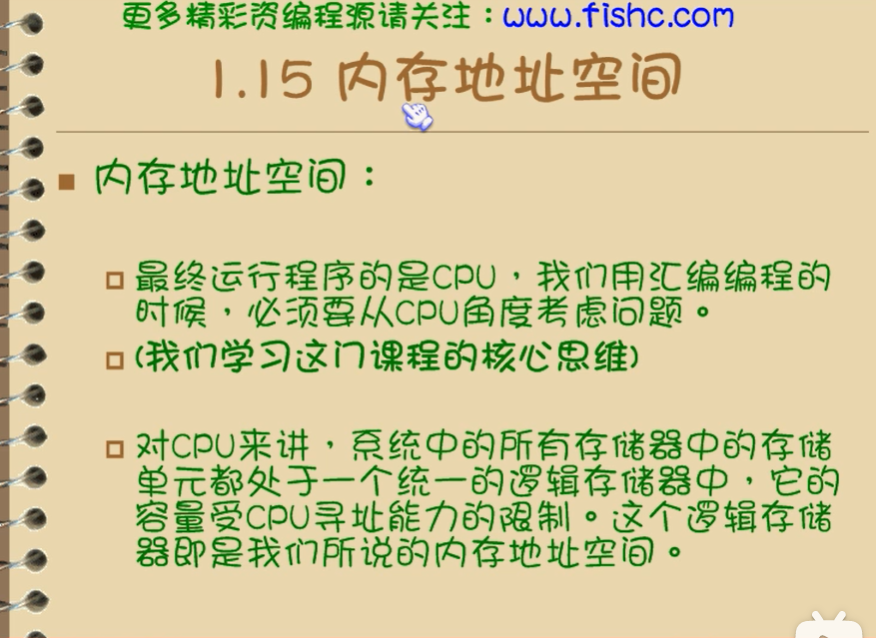 更多精彩资编程源请关注：www.fishc.com
1.15 内存地址空间
内存地址空间：
最终运行程序的是CPU，我们用汇编编程的
时候，必须要从CPU角度考虑问题。
(我们学习这门课程的核心思维)
对CPU来讲，系统中的所有存储器中的存储
单元都处于一个统一的逻辑存储器中，它的
容量受CPU寻址能力的限制。这个逻辑存储
器即是我们所说的内存地址空间。